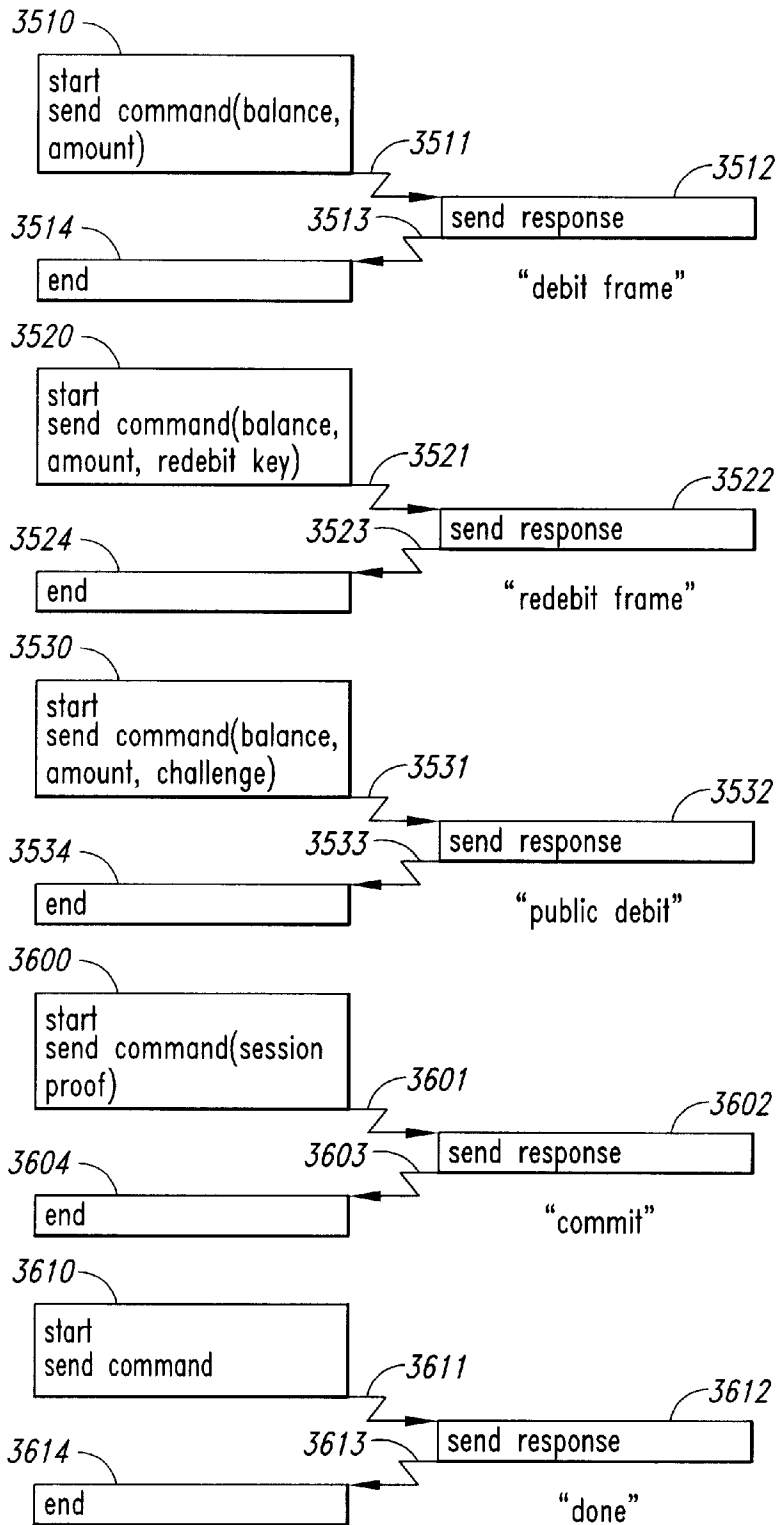 3510
start
send command(balance,
amount)
3511
3512
send response
3513
3514
end
“debit frame”
3520
start
send command(balance,
amount, redebit key)
3521
3522
send response
3523
3524
end
“redebit frame”
3530
start
send command(balance,
amount, challenge)
3531
3532
send response
3533
3534
end
“public debit”
3600
start
send command(session
proof)
3601
3602
send response
3603
3604
end
“commit”
3610
start
send command
3611
3612
send response
3613
3614
end
“done”